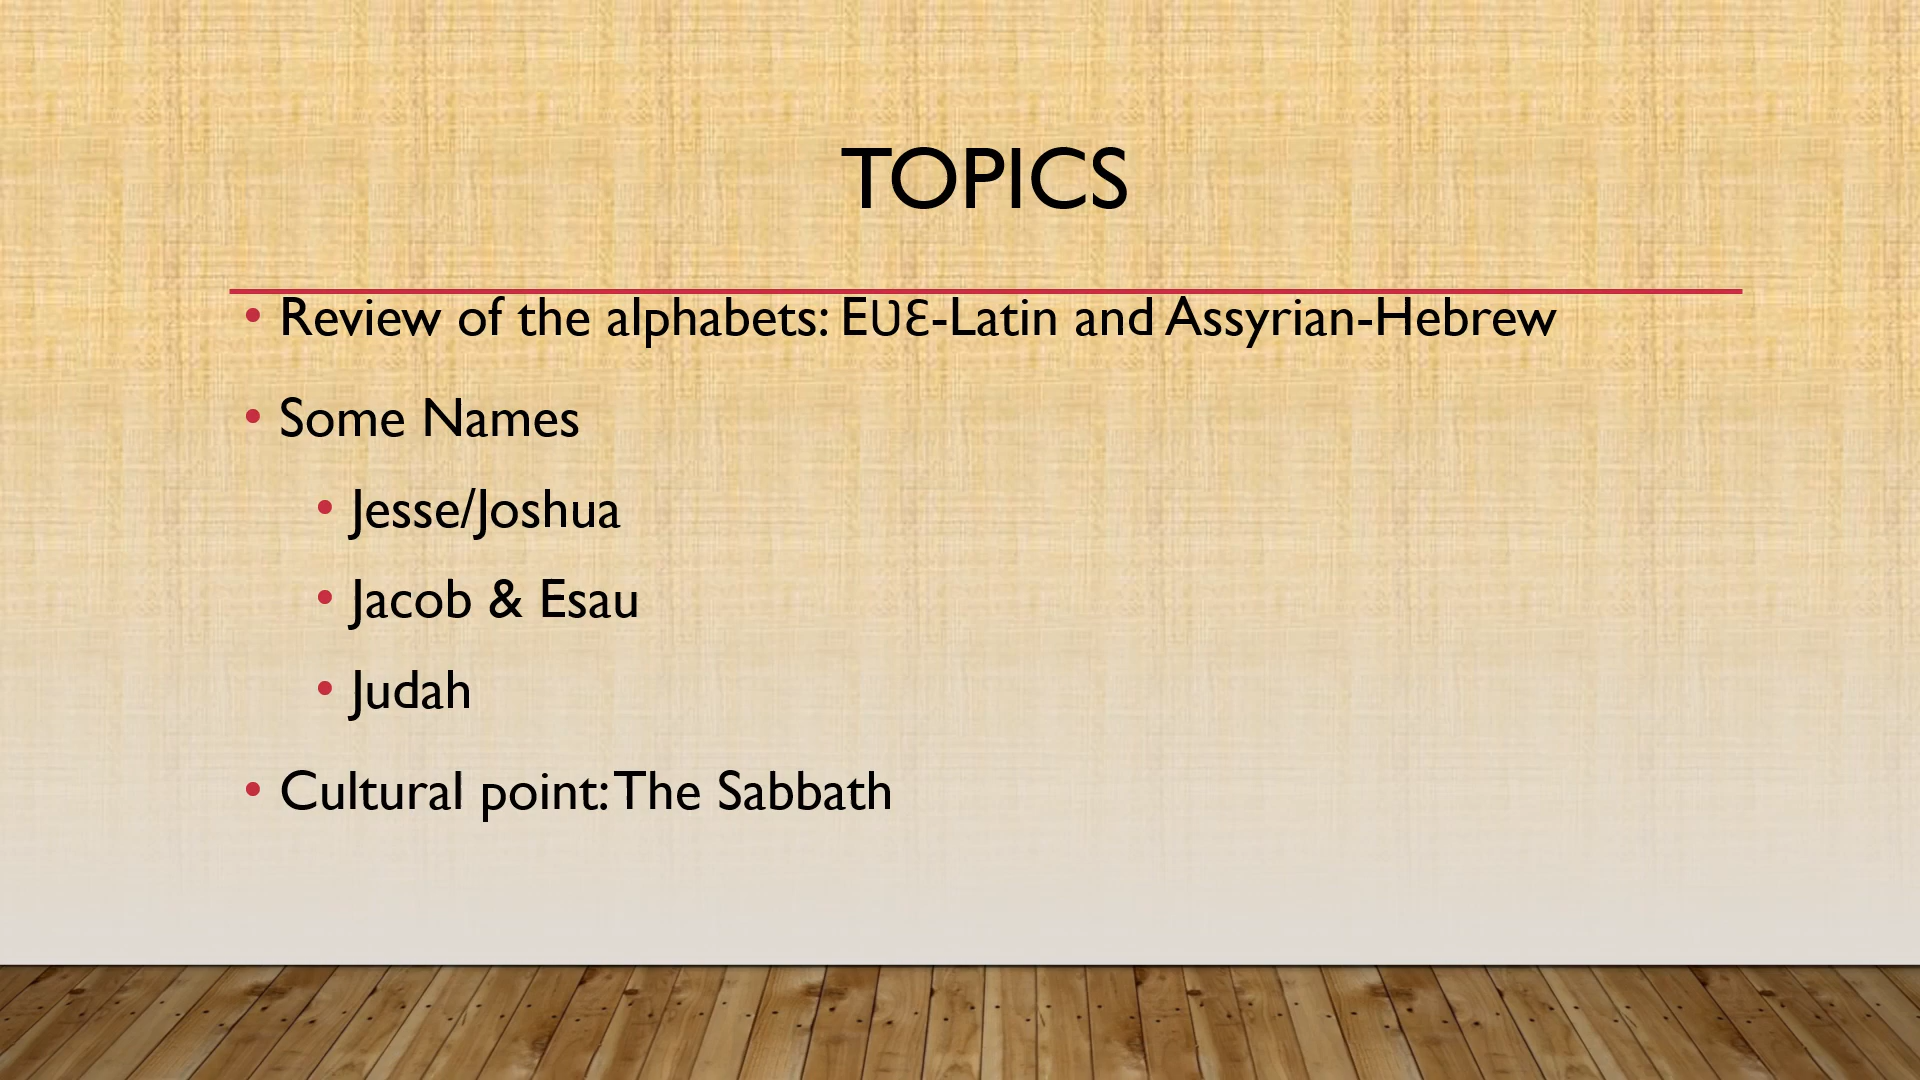 TOPICS
• Review of the alphabets: EƲƐ-Latin and Assyrian-Hebrew
• Some Names
• Jesse/Joshua
• Jacob & Esau
• Judah
• Cultural point: The Sabbath